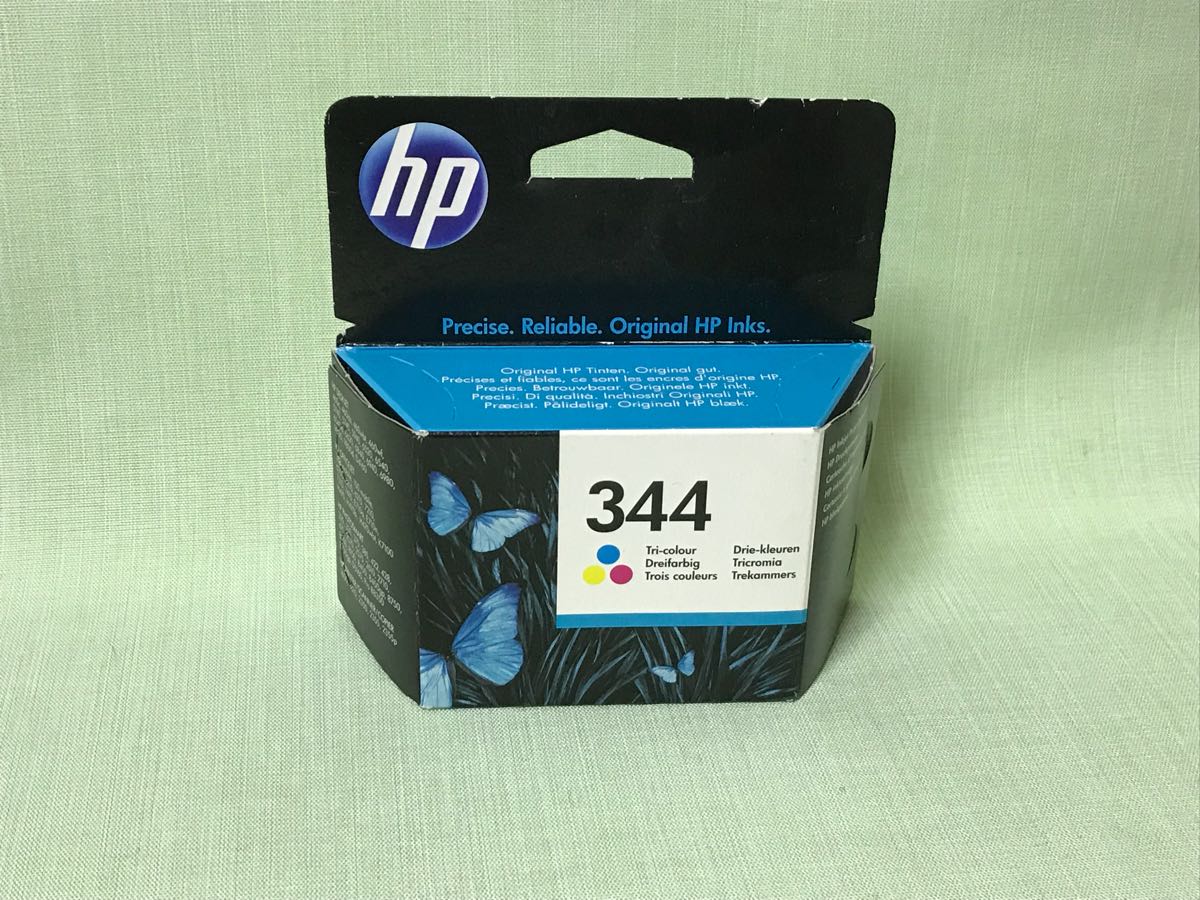 hp
Precise. Reliable. Original HP Inks.
Original HP Tinten. Original gut.
Précises et fiables, ce sont les encres d'origine HP.
Precies. Betrouwbaar. Originele HP inkt.
Precisi. Di qualità. Inchiostri Originali HP.
Præcist. Pålideligt. Originalt HP blæk.
344
Tri-colour Drie-kleuren
Dreifarbig Tricromia
Trois couleurs Trekammers